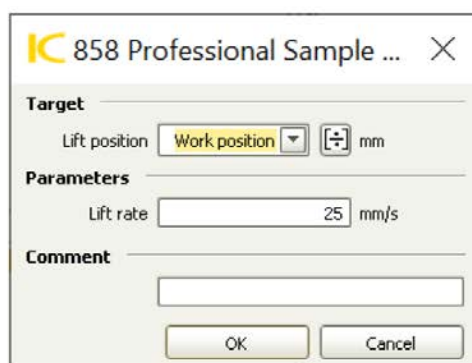 IC 858 Professional Sample ...
Target
Lift position Work position [÷] mm
Parameters
Lift rate 25 mm/s
Comment
OK Cancel